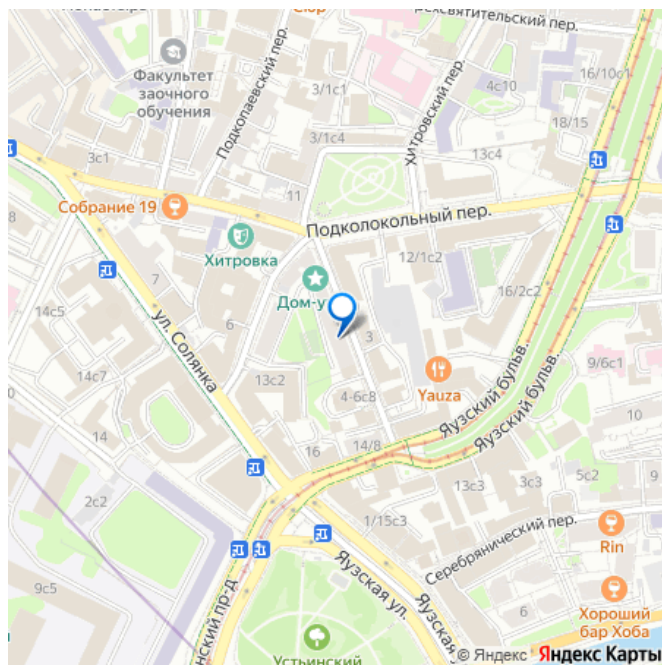 Факультет
заочного
обучения
Подкопаевский пер.
Хитровский пер.
3/1с1
4с10
16/10с1
18/15
3/1с4
13с4
3с1
11
Собрание 19
Подколокольный пер.
Хитровка
12/1с2
16/2с2
Дом-у
14с5
7
6
3
ул. Солянка
9/6с1
14с7
13с2
4-6с8
Yauza
Яузский бульв.
Яузский бульв.
10
14
16
14/8
5с2
3с3
13с3
2с2
1/15с3
Серебрянический пер.
Rin
Яузская ул.
9с5
6
Хороший
бар Хоба
Устьинский
© Яндекс Яндекс Карты